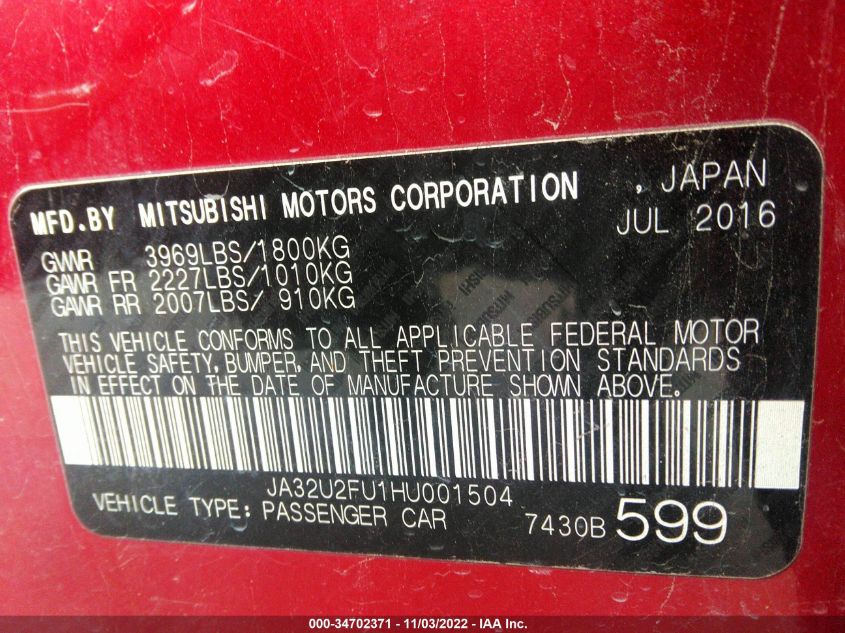 MFD.BY MITSUBISHI MOTORS CORPORATION , JAPAN
JUL 2016
GVWR 3969LBS/1800KG
GAWR FR 2227LBS/1010KG
GAWR RR 2007LBS/ 910KG
THIS VEHICLE CONFORMS TO ALL APPLICABLE FEDERAL MOTOR
VEHICLE SAFETY, BUMPER, AND THEFT PREVENTION STANDARDS
IN EFFECT ON THE DATE OF MANUFACTURE SHOWN ABOVE.
JA32U2FU1HU001504
VEHICLE TYPE: PASSENGER CAR 7430B 599
000-34702371 - 11/03/2022 - IAA Inc.